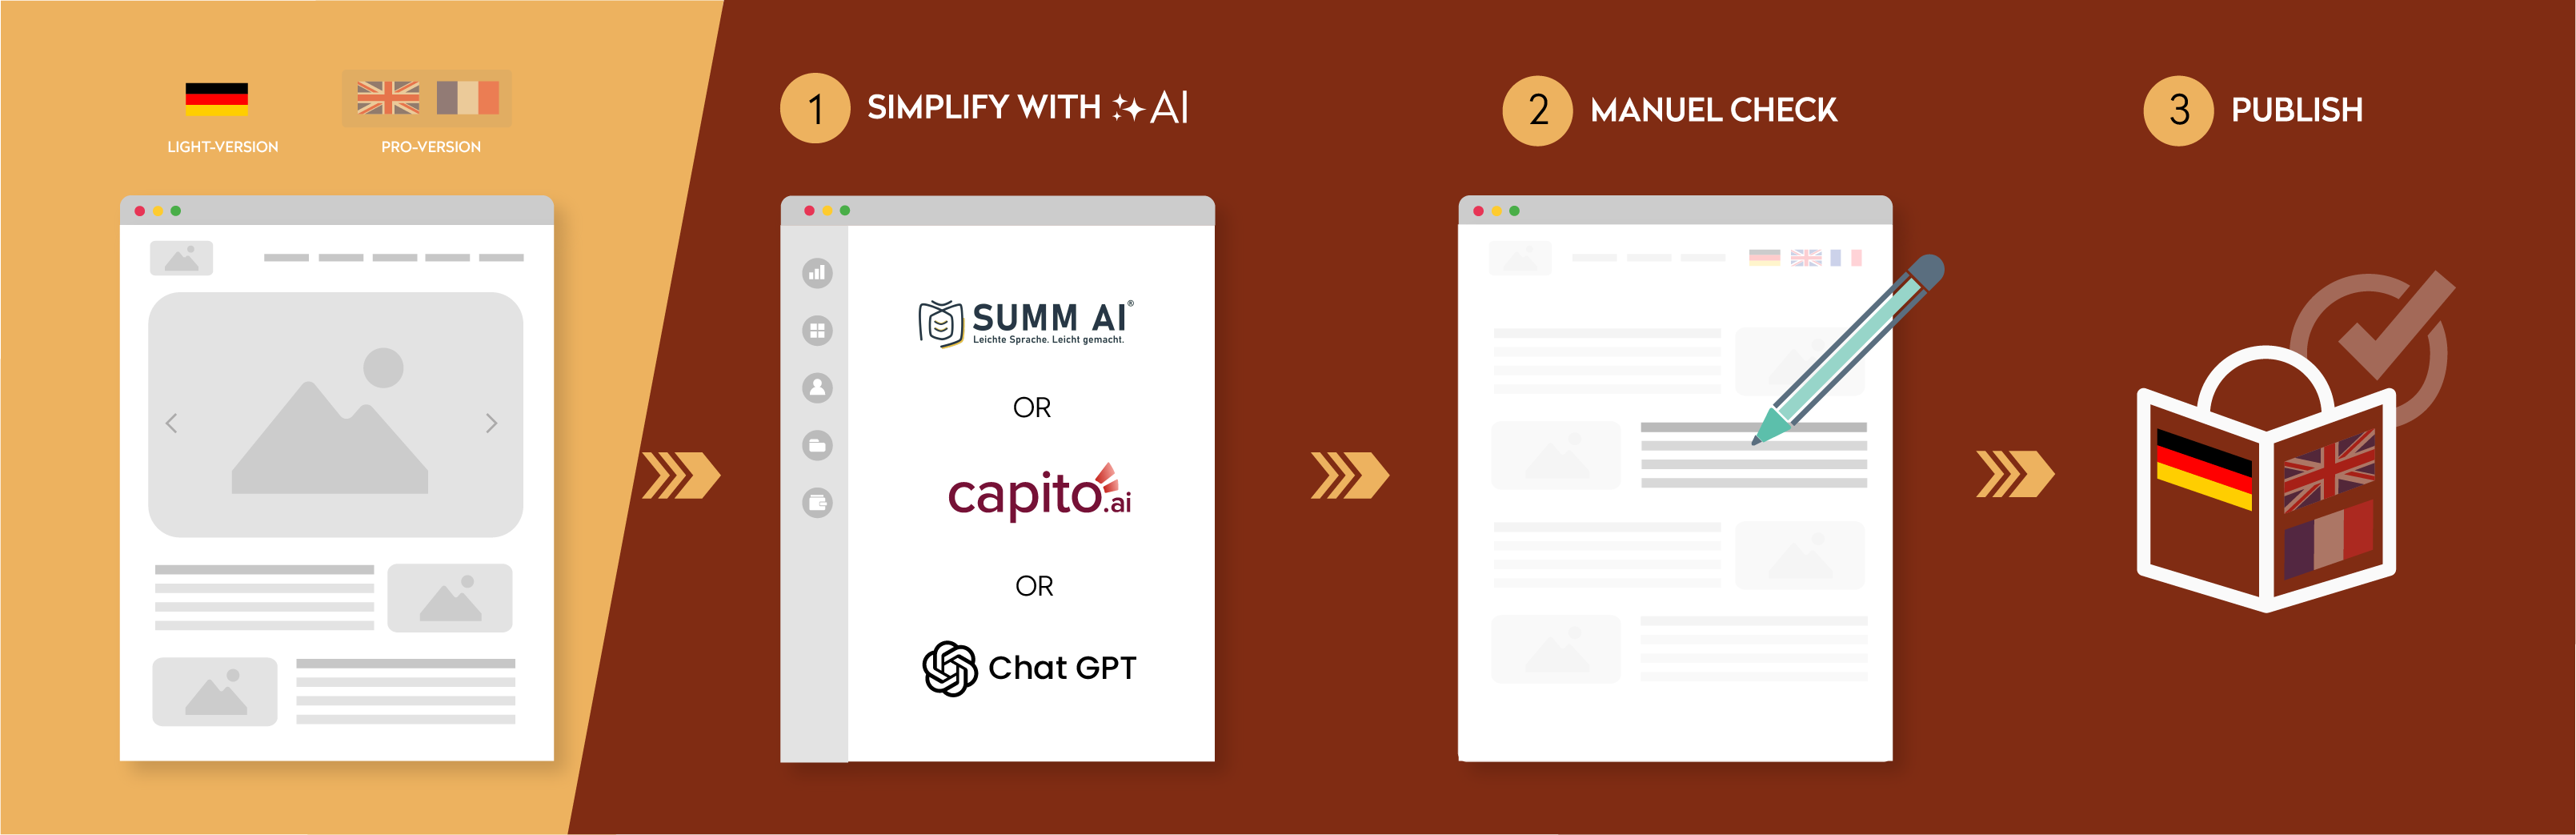 LIGHT-VERSION
PRO-VERSION
1 SIMPLIFY WITH AI
SUMM AI®
Leichte Sprache. Leicht gemacht.
OR
capito.ai
OR
Chat GPT
2 MANUEL CHECK
3 PUBLISH